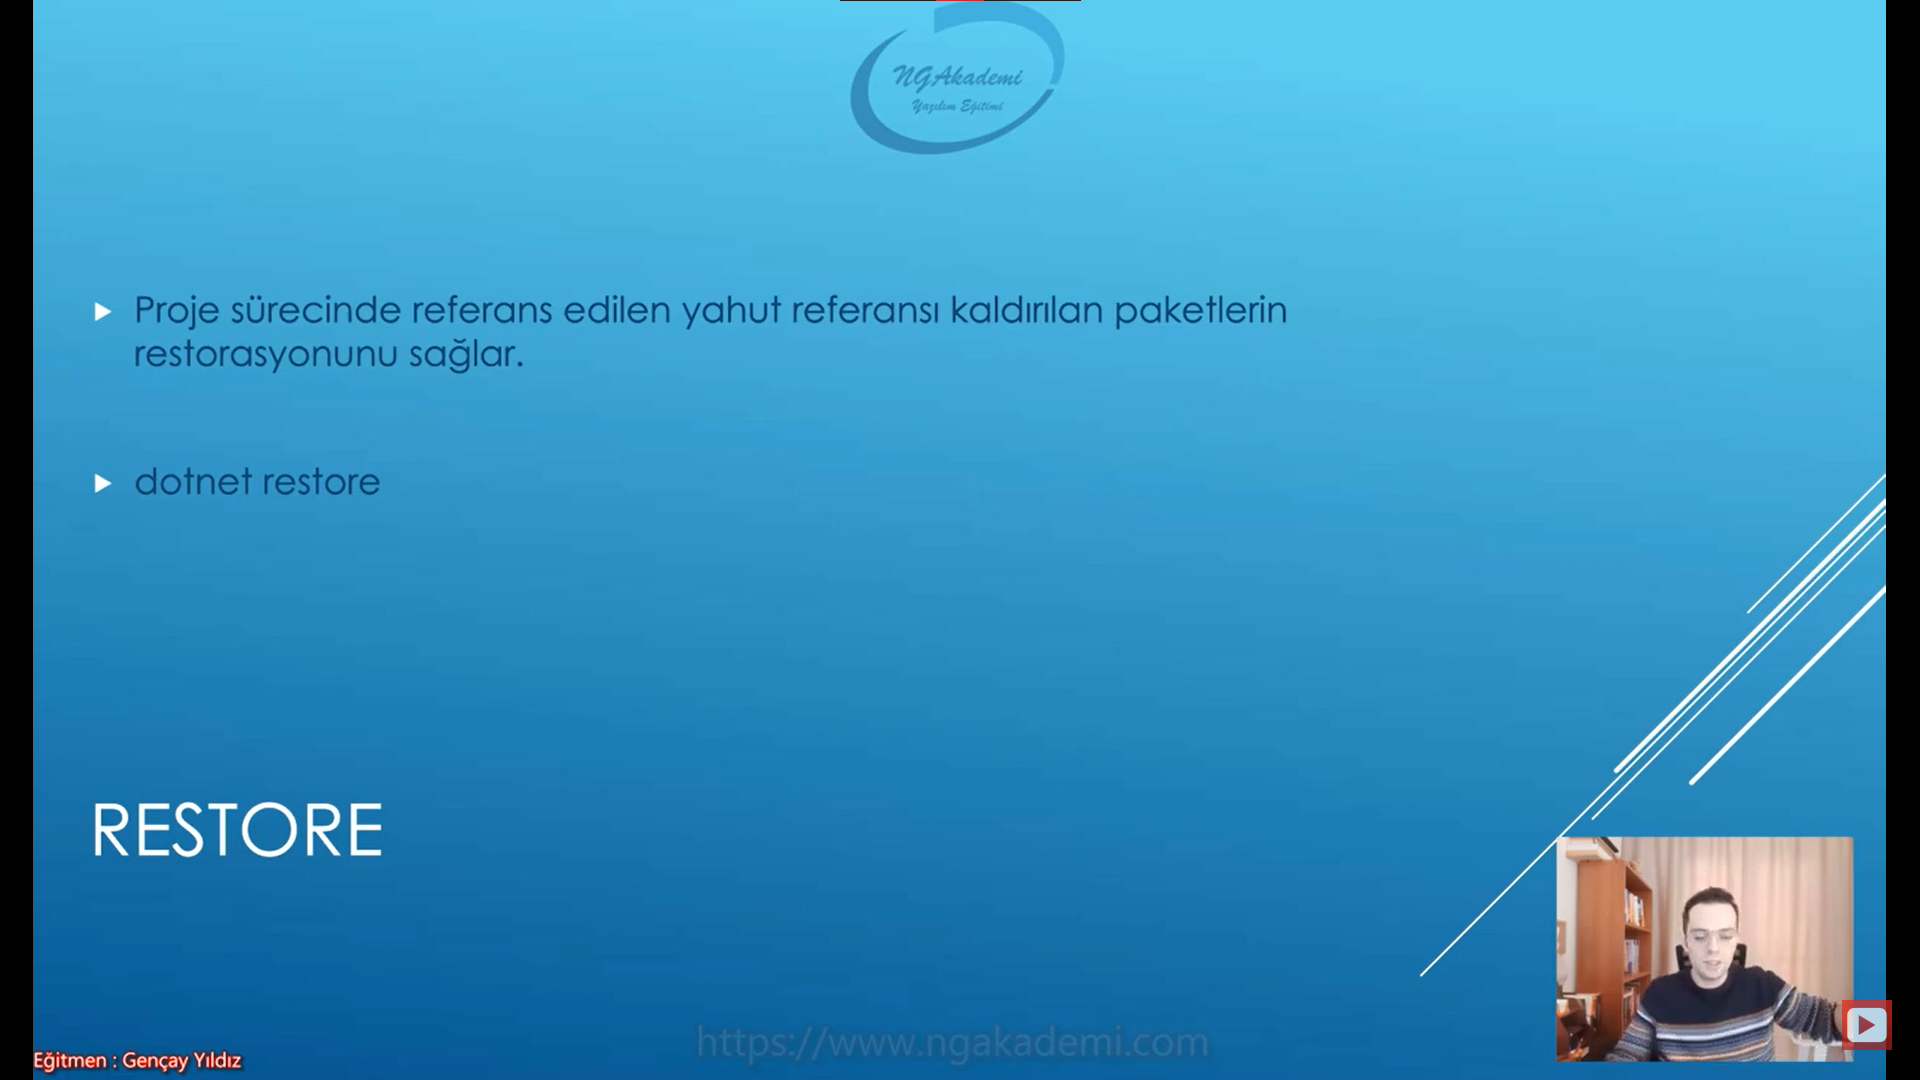 NGAkademi
Yazılım Eğitimi
Proje sürecinde referans edilen yahut referansı kaldırılan paketlerin
restorasyonunu sağlar.
dotnet restore
RESTORE
https://www.ngakademi.com
Eğitmen : Gençay Yıldız